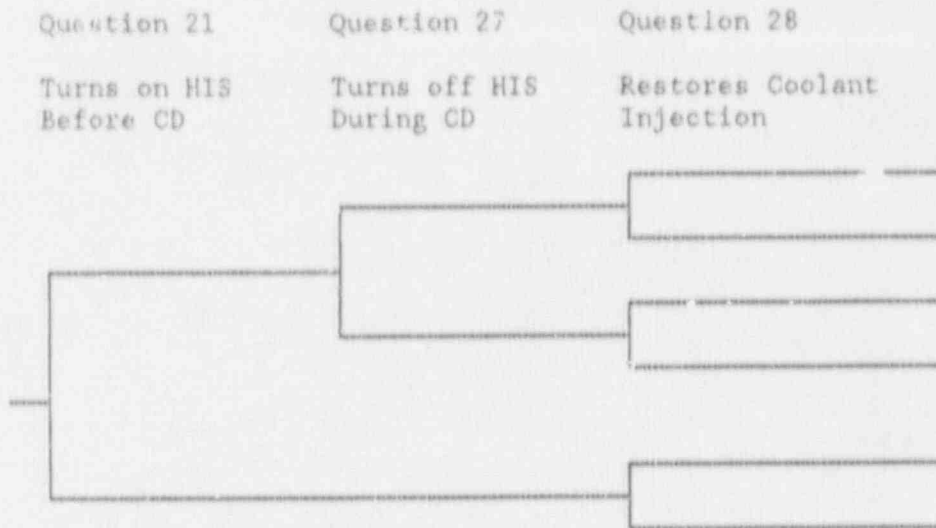 Question 21
Question 27
Question 28
Turns on HIS
Before CD
Turns off HIS
During CD
Restores Coolant
Injection